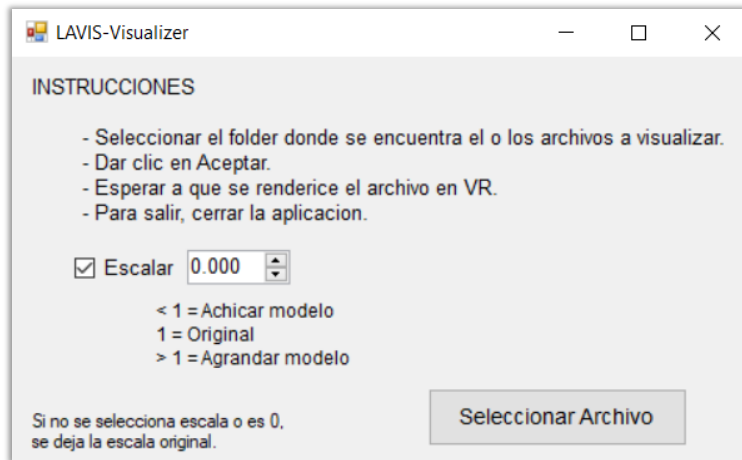 LAVIS-Visualizer
INSTRUCCIONES
- Seleccionar el folder donde se encuentra el o los archivos a visualizar.
- Dar clic en Aceptar.
- Esperar a que se renderice el archivo en VR.
- Para salir, cerrar la aplicacion.
Escalar 0.000
< 1 = Achicar modelo
1 = Original
> 1 = Agrandar modelo
Si no se selecciona escala o es 0,
se deja la escala original.
Seleccionar Archivo